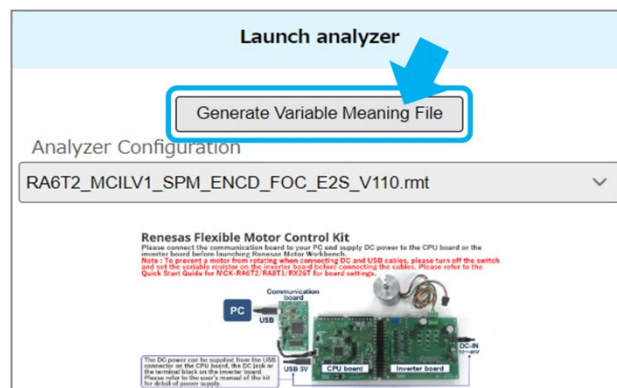 Launch analyzer
Generate Variable Meaning File
Analyzer Configuration
RA6T2_MCILV1_SPM_ENCD_FOC_E2S_V110.rmt
Renesas Flexible Motor Control Kit
Please connect the communication board to your PC and supply DC power to the CPU board or the
inverter board before launching Renesas Motor Workbench.
Note : To prevent a motor from rotating when connecting DC and USB cables, please turn off the switch
and set the variable resistor on the inverter board before connecting the cables. Please refer to the
Quick Start Guide for MCK-RA6T2/RA8T1/RX26T for board settings.
Communication
board
PC
USB
DC-IN
USB 5V
CPU board
Inverter board
The DC power can be supplied from the USB
connector on the CPU board, the DC jack or
the terminal block on the inverter board.
Please refer to the user's manual of the kit
for detail of power supply.